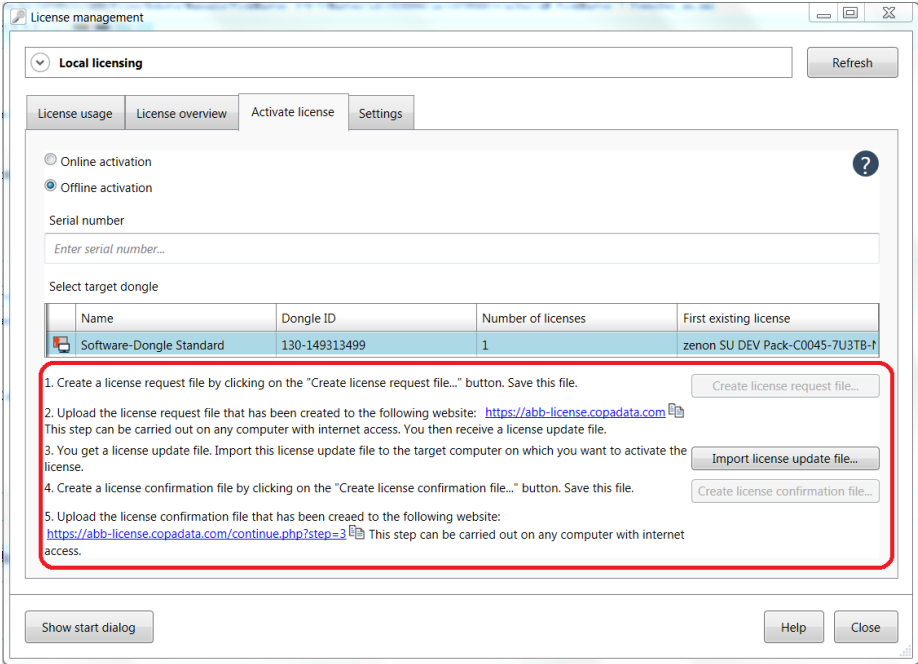 License management
Local licensing
Refresh
License usage
License overview
Activate license
Settings
Online activation
?
Offline activation
Serial number
Enter serial number...
Select target dongle
Name Dongle ID Number of licenses First existing license
Software-Dongle Standard 130-149313499 1 zenon SU DEV Pack-C0045-7U3TB-
1. Create a license request file by clicking on the "Create license request file..." button. Save this file.
Create license request file...
2. Upload the license request file that has been created to the following website: https://abb-license.copadata.com
This step can be carried out on any computer with internet access. You then receive a license update file.
3. You get a license update file. Import this license update file to the target computer on which you want to activate the
license.
Import license update file...
4. Create a license confirmation file by clicking on the "Create license confirmation file..." button. Save this file.
Create license confirmation file...
5. Upload the license confirmation file that has been creaed to the following website:
https://abb-license.copadata.com/continue.php?step=3 This step can be carried out on any computer with internet
access.
Show start dialog
Help
Close